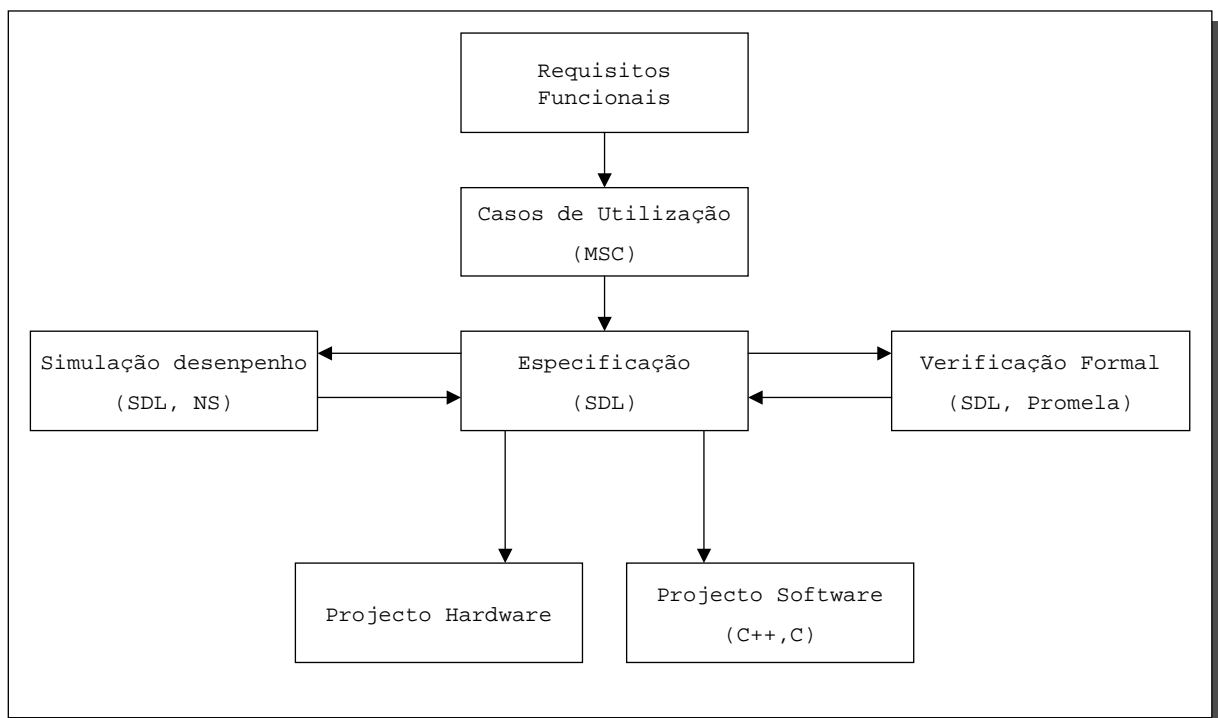 Requisitos
Funcionais
Casos de Utilização
(MSC)
Simulação desenpenho
(SDL, NS)
Especificação
(SDL)
Verificação Formal
(SDL, Promela)
Projecto Hardware
Projecto Software
(C++,C)